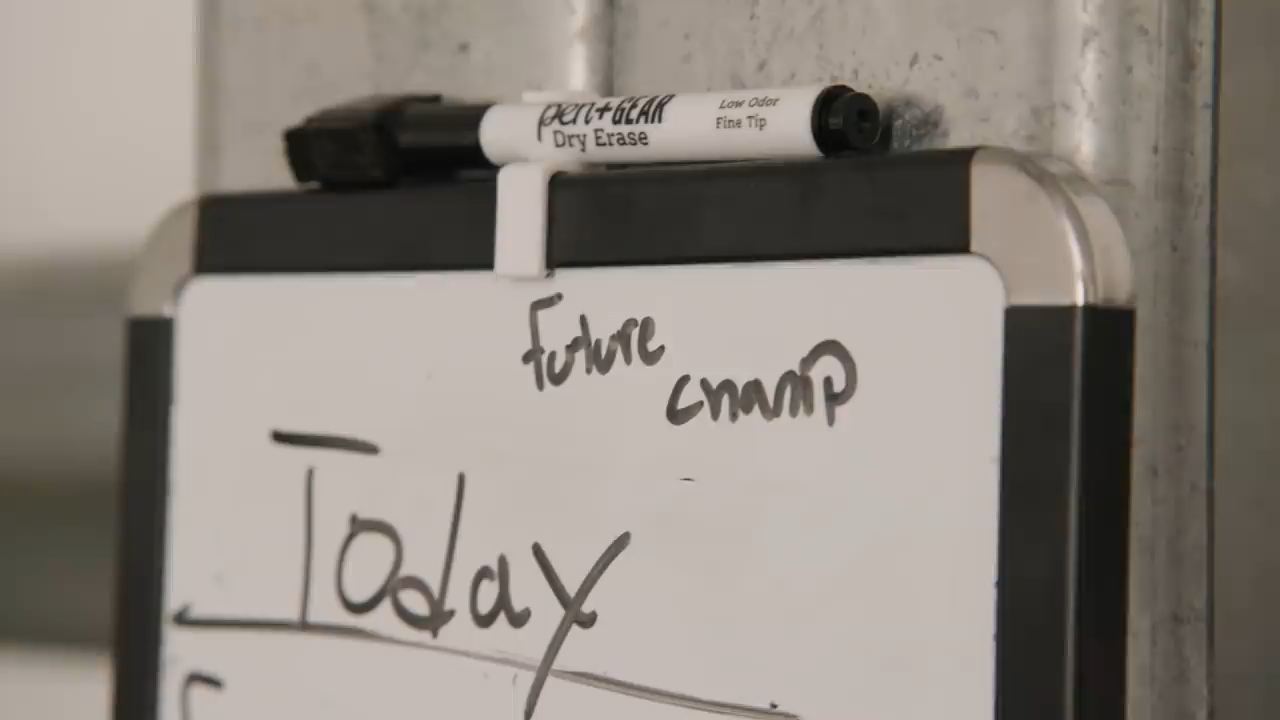 pen+GEAR
Dry Erase
Low Odor
Fine Tip
Future
champ
Today